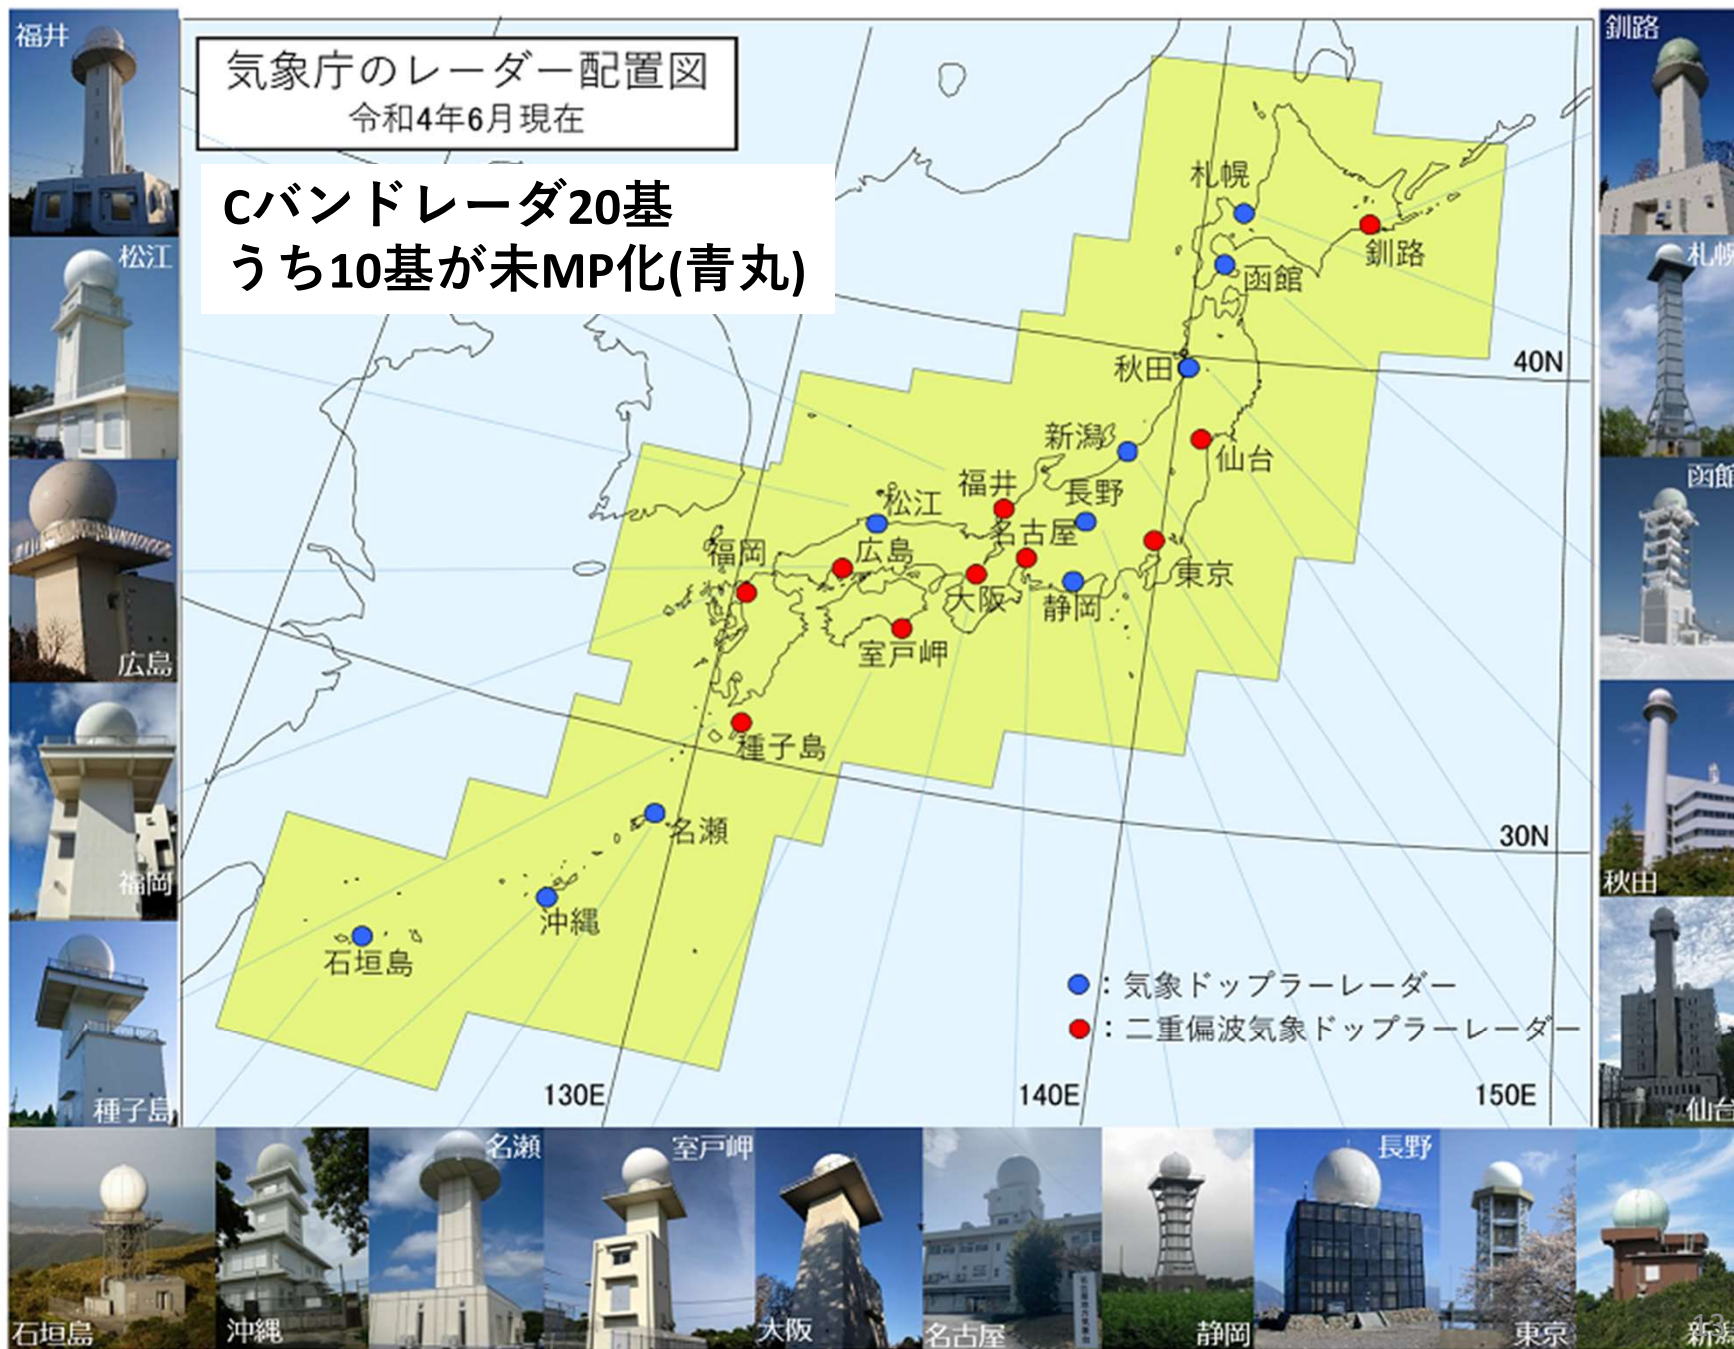 福井
松江
広島
福岡
種子島
気象庁のレーダー配置図
令和4年6月現在
Cバンドレーダ20基
うち10基が未MP化(青丸)
札幌
釧路
函館
40N
秋田
新潟
仙台
福井
長野
松江
名古屋
福岡
広島
東京
大阪
静岡
室戸岬
種子島
名瀬
30N
沖縄
石垣島
:気象ドップラーレーダー
:二重偏波気象ドップラーレーダー
130E
140E
150E
釧路
札幌
函館
秋田
仙台
石垣島
沖縄
名瀬
室戸岬
大阪
名古屋
静岡
長野
東京
新潟
13